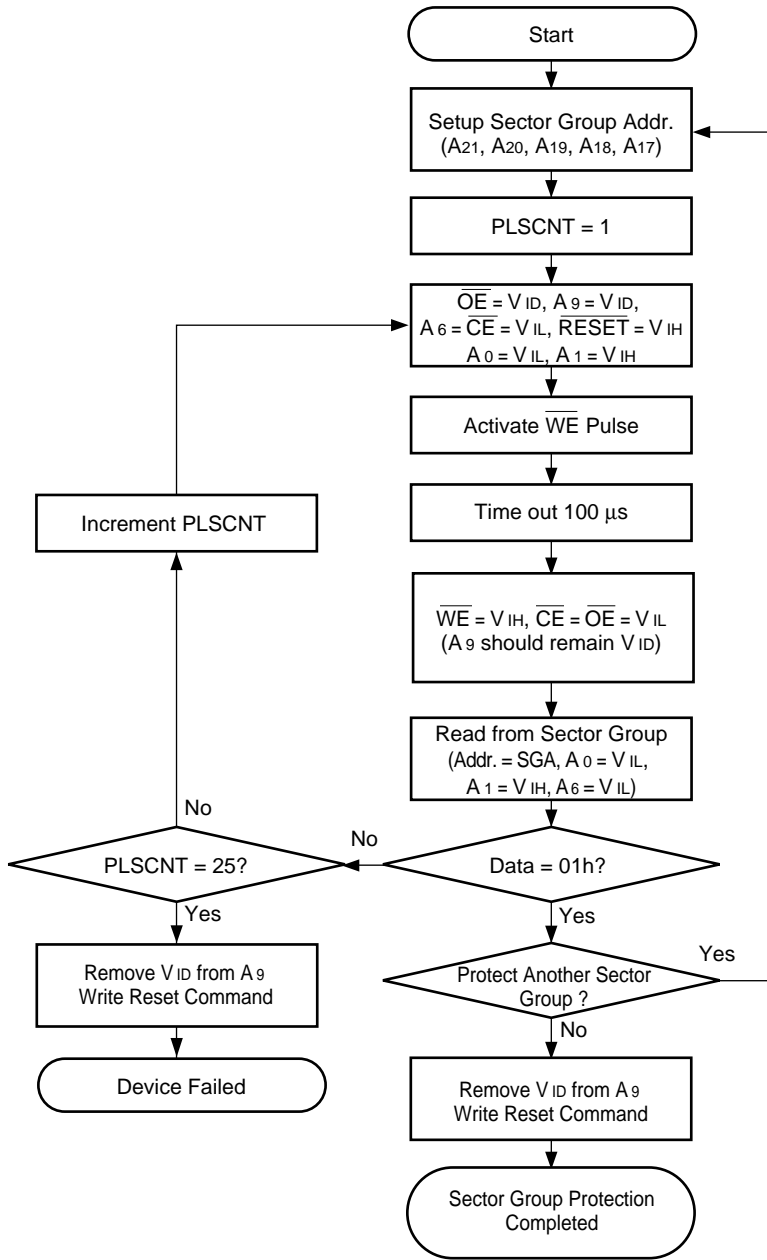 Start
Setup Sector Group Addr.
(A21, A20, A19, A18, A17)
PLSCNT = 1
OE = VID, A9 = VID,
A6 = CE = VIL, RESET = VIH
A0 = VIL, A1 = VIH
Activate WE Pulse
Time out 100 µs
Increment PLSCNT
WE = VIH, CE = OE = VIL
(A9 should remain VID)
Read from Sector Group
(Addr. = SGA, A0 = VIL,
A1 = VIH, A6 = VIL)
No
No
PLSCNT = 25?
Data = 01h?
Yes
Yes
Yes
Remove VID from A9
Write Reset Command
Protect Another Sector
Group ?
No
Device Failed
Remove VID from A9
Write Reset Command
Sector Group Protection
Completed